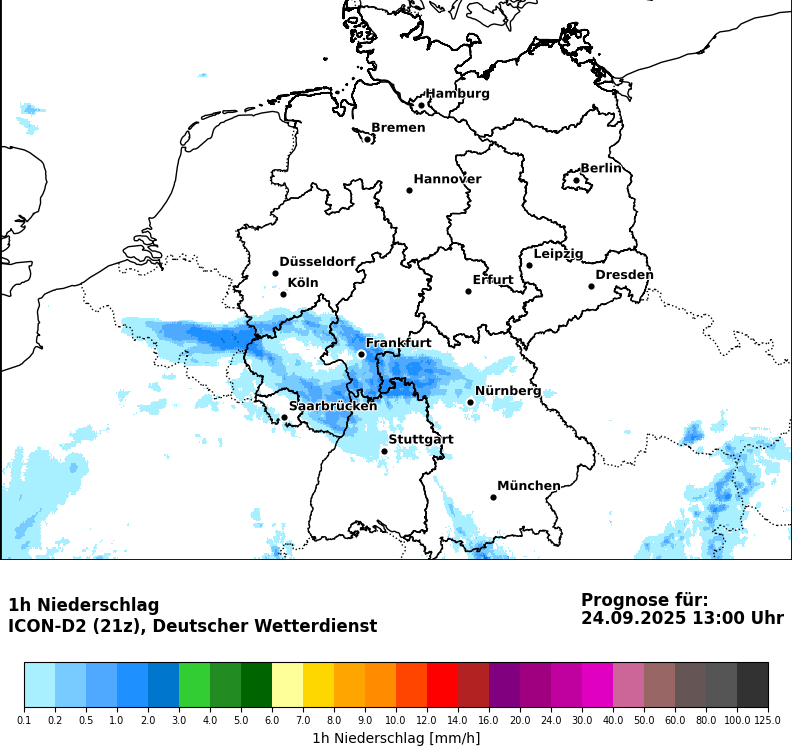 Hamburg
Bremen
Berlin
Hannover
Leipzig
Düsseldorf
Dresden
Köln
Erfurt
Frankfurt
Nürnberg
Saarbrücken
Stuttgart
München
1h Niederschlag
ICON-D2 (21z), Deutscher Wetterdienst
Prognose für:
24.09.2025 13:00 Uhr
0.1 0.2 0.5 1.0 2.0 3.0 4.0 5.0 6.0 7.0 8.0 9.0 10.0 12.0 14.0 16.0 20.0 24.0 30.0 40.0 50.0 60.0 80.0 100.0 125.0
1h Niederschlag [mm/h]